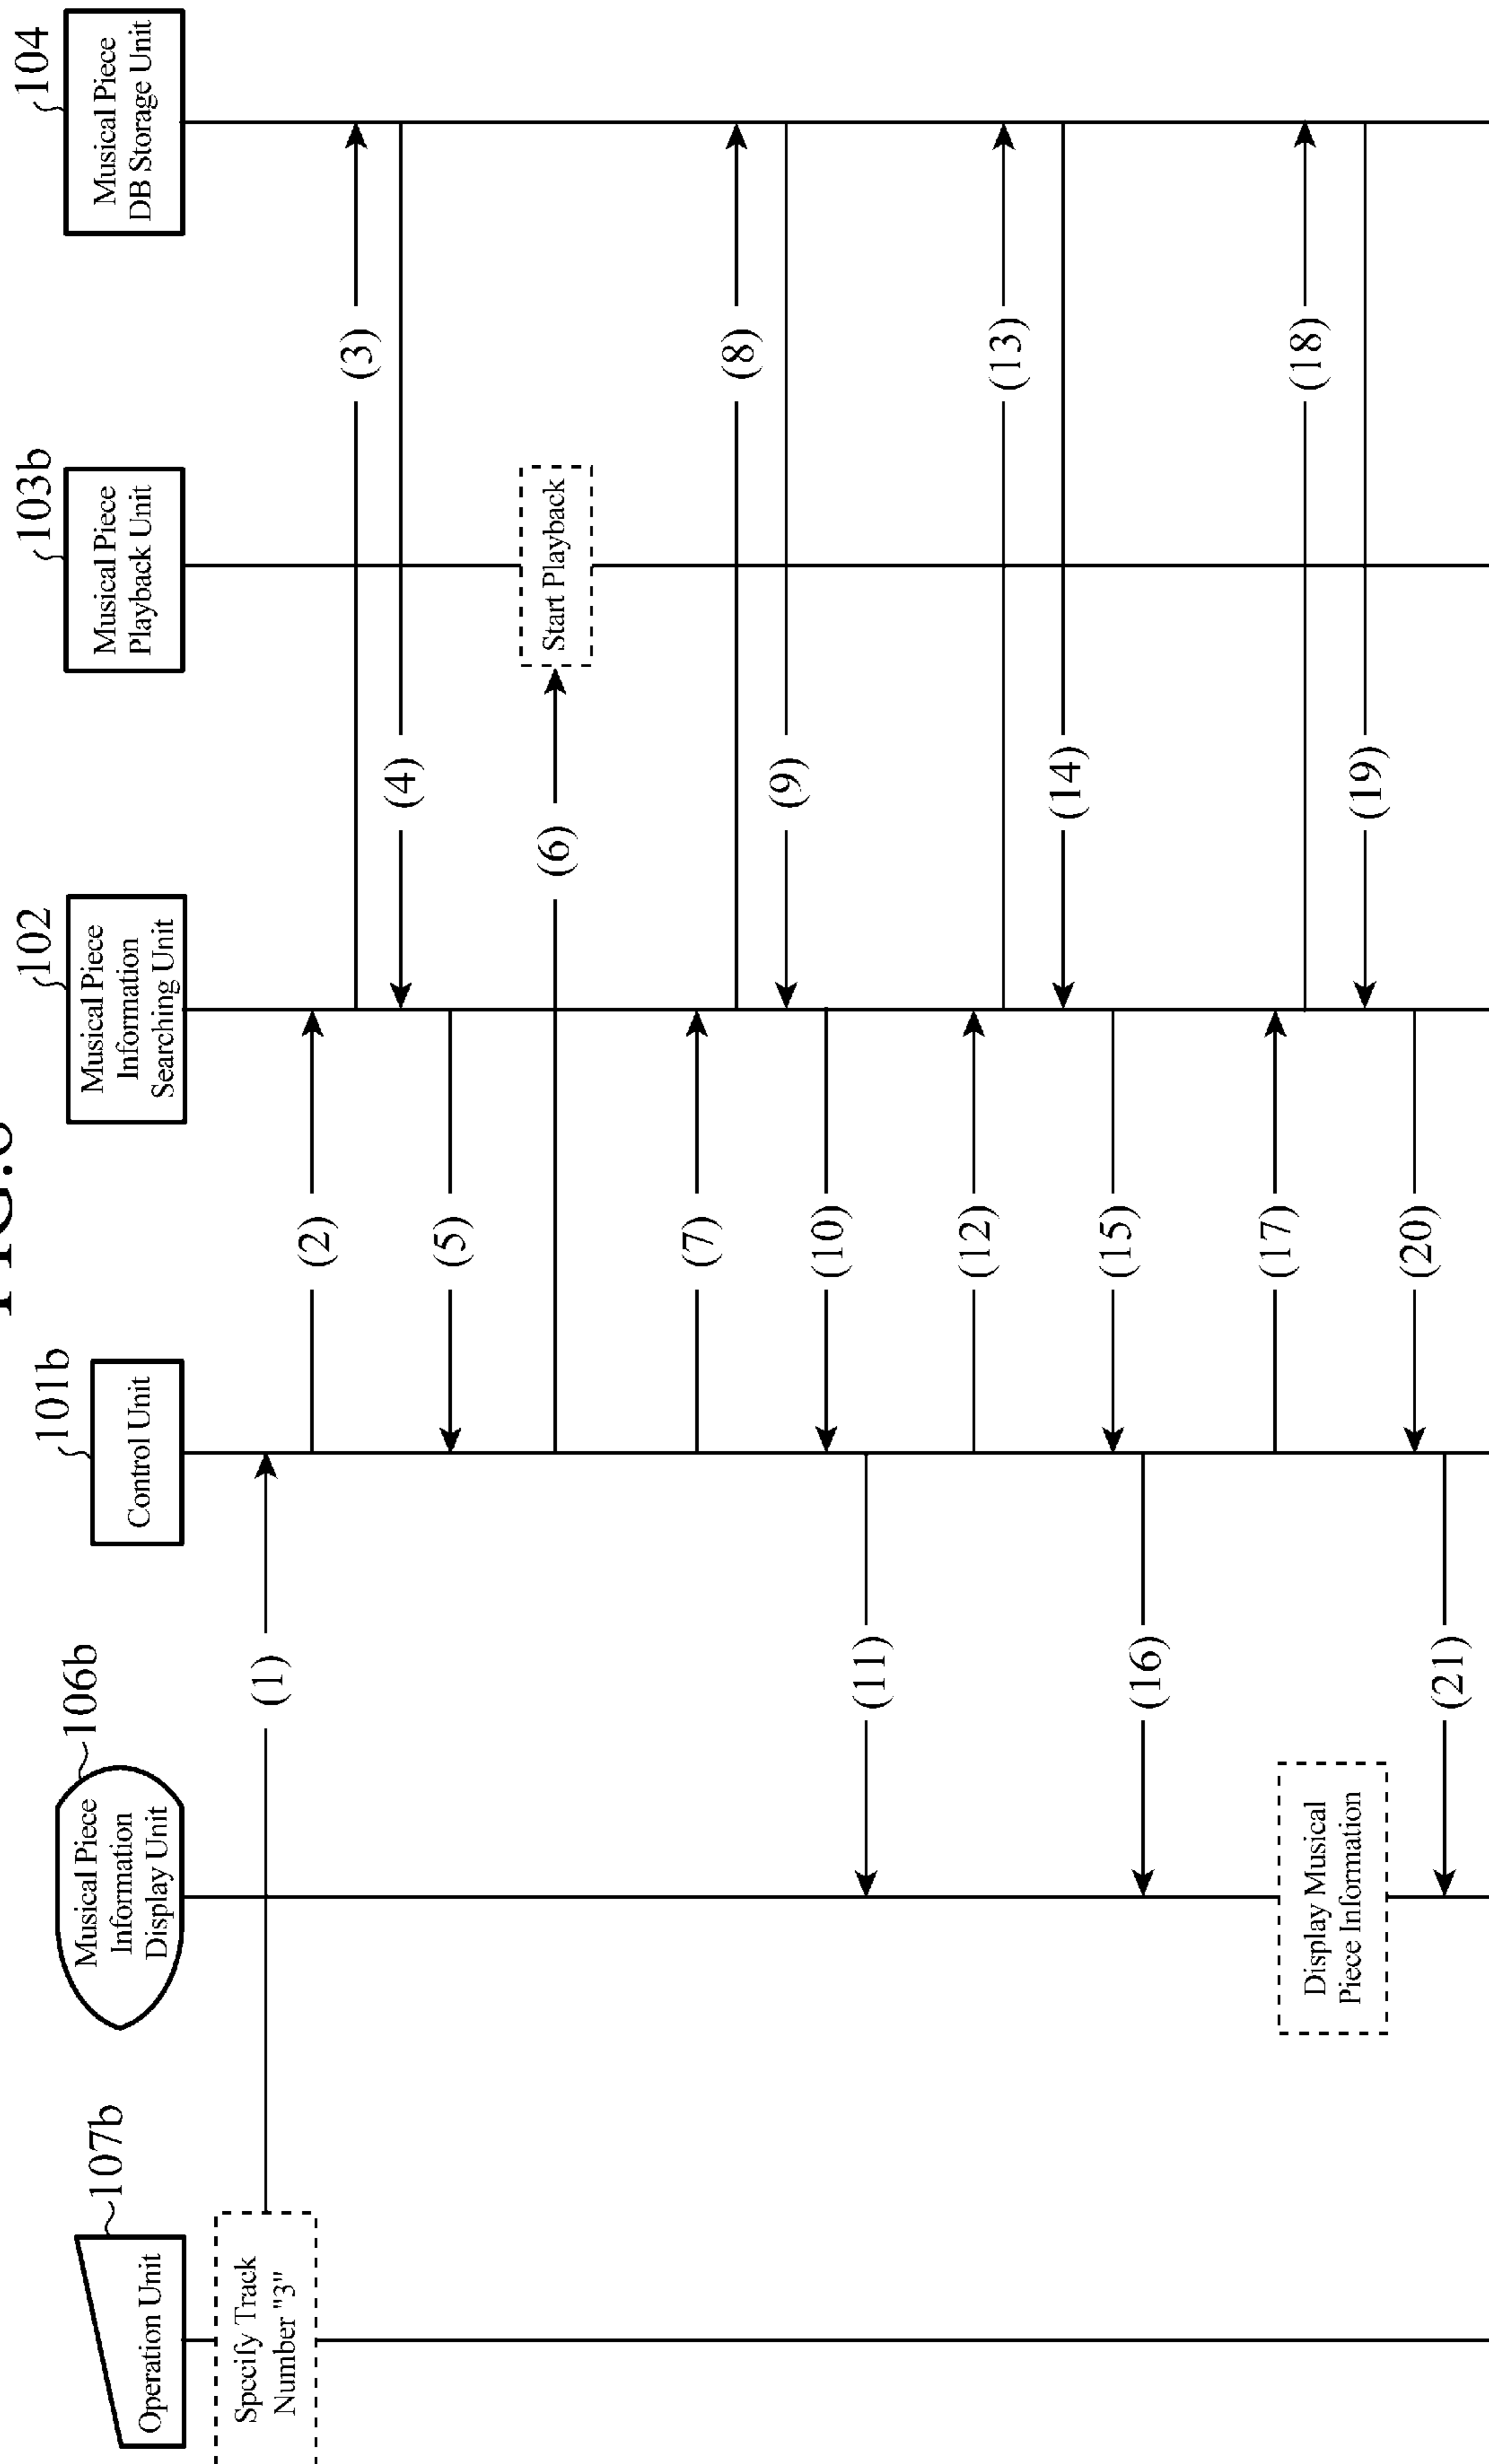 107b
Operation Unit
106b
Musical Piece
Information
Display Unit
101b
Control Unit
102
Musical Piece
Information
Searching Unit
103b
Musical Piece
Playback Unit
104
Musical Piece
DB Storage Unit
Specify Track
Number "3"
(1)
(2)
(3)
(4)
(5)
(6)
Start Playback
(7)
(8)
(9)
(10)
(11)
(12)
(13)
(14)
(15)
(16)
Display Musical
Piece Information
(17)
(18)
(19)
(20)
(21)